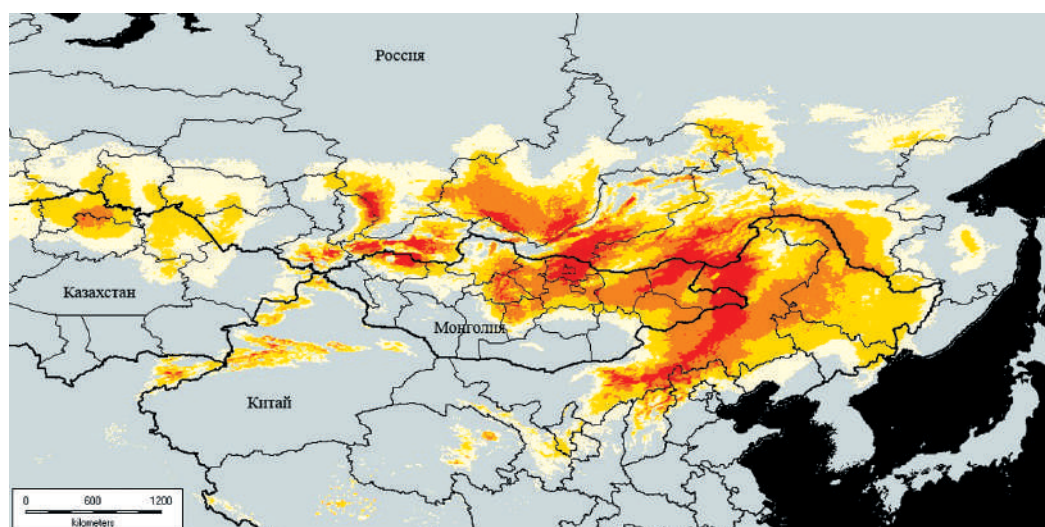 Россия
Казахстан
Монголия
Китай
0 600 1200
kilometers